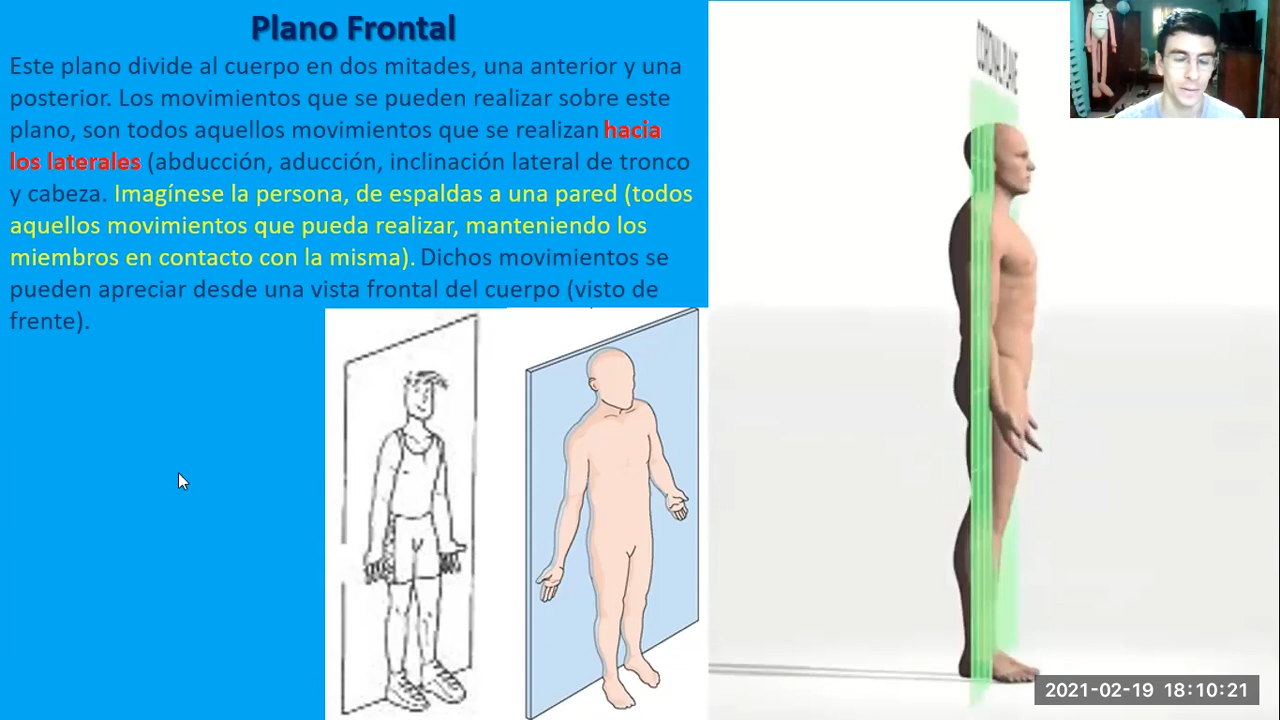 Plano Frontal
Este plano divide al cuerpo en dos mitades, una anterior y una
posterior. Los movimientos que se pueden realizar sobre este
plano, son todos aquellos movimientos que se realizan hacia
los laterales (abducción, aducción, inclinación lateral de tronco
y cabeza. Imagínese la persona, de espaldas a una pared (todos
aquellos movimientos que pueda realizar, manteniendo los
miembros en contacto con la misma). Dichos movimientos se
pueden apreciar desde una vista frontal del cuerpo (visto de
frente).
CORONAL PLANE
2021-02-19 18:10:21